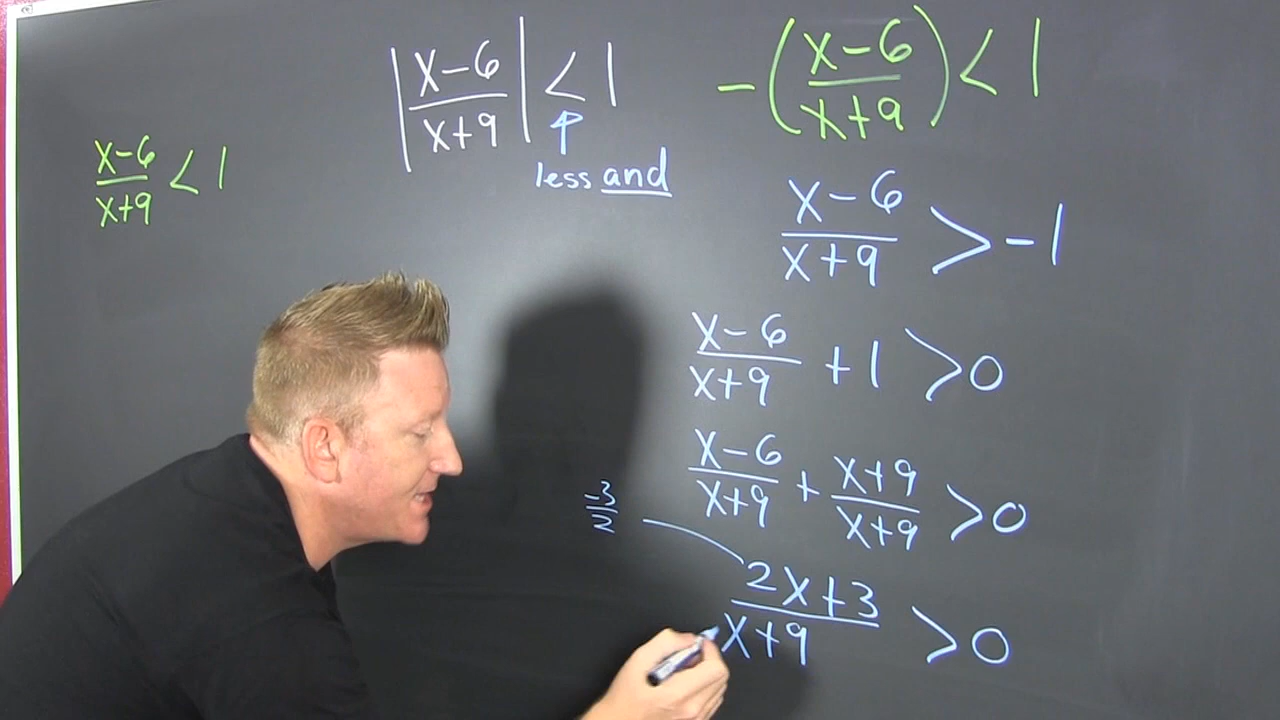 |x-6/x+9| < 1
less and
x-6/x+9 < 1
-(x-6/x+9) < 1
x-6/x+9 > -1
x-6/x+9 + 1 > 0
x-6/x+9 + x+9/x+9 > 0
-3/2
2x+3/x+9 > 0